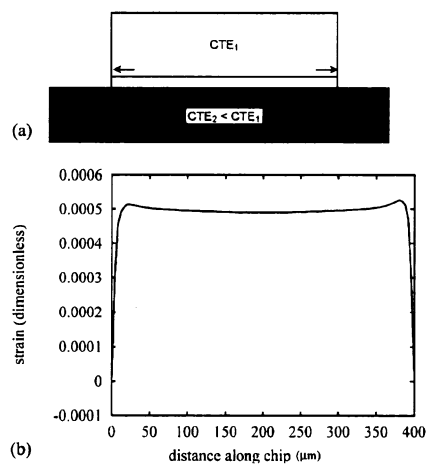 CTE₁
(a)
CTE₂ < CTE₁
0.0006
0.0005
0.0004
0.0003
0.0002
0.0001
0
-0.0001
strain (dimensionless)
0 50 100 150 200 250 300 350 400
(b)
distance along chip (μm)